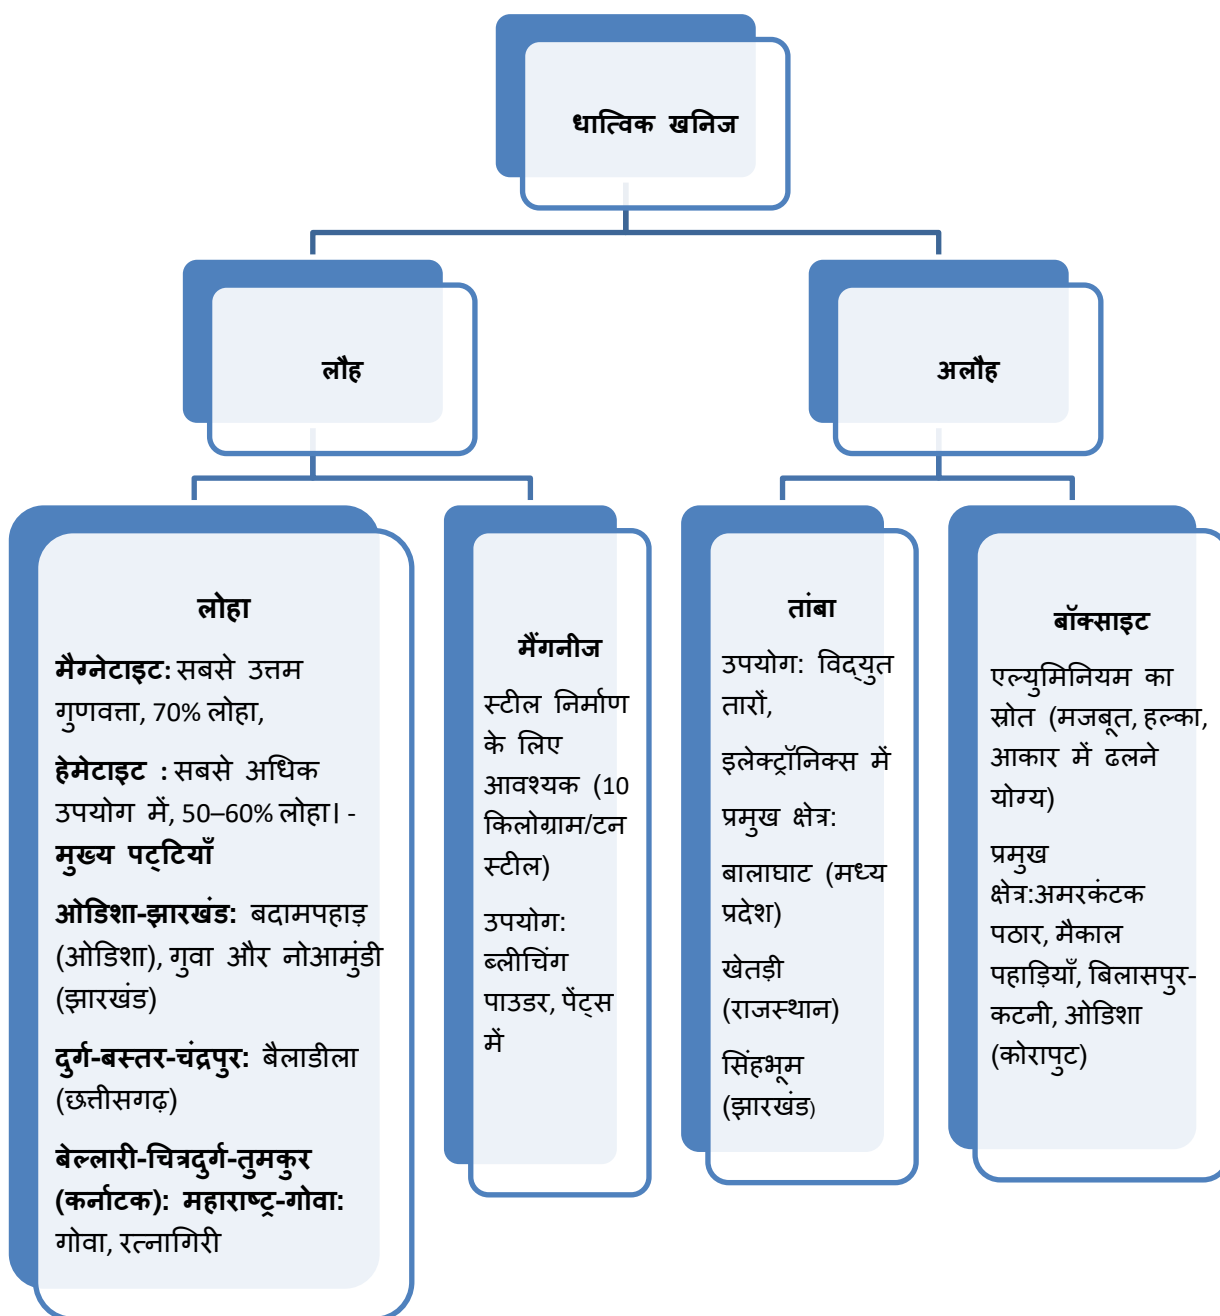 धात्विक खनिज
लौह
अलौह
लोहा
मैग्नेटाइट: सबसे उत्तम
गुणवत्ता, 70% लोहा,
हेमेटाइट : सबसे अधिक
उपयोग में, 50–60% लोहा। -
मुख्य पट्टियाँ
ओडिशा-झारखंड: बदामपहाड़
(ओडिशा), गुवा और नोआमुंडी
(झारखंड)
दुर्ग-बस्तर-चंद्रपुर: बैलाडीला
(छत्तीसगढ़)
बेल्लारी-चित्रदुर्ग-तुमकुर
(कर्नाटक): महाराष्ट्र-गोवा:
गोवा, रत्नागिरी
मैंगनीज
स्टील निर्माण
के लिए
आवश्यक (10
किलोग्राम/टन
स्टील)
उपयोग:
ब्लीचिंग
पाउडर, पेंट्स
में
तांबा
उपयोग: विद्युत
तारों,
इलेक्ट्रॉनिक्स में
प्रमुख क्षेत्र:
बालाघाट (मध्य
प्रदेश)
खेतड़ी
(राजस्थान)
सिंहभूम
(झारखंड)
बॉक्साइट
एल्युमिनियम का
स्रोत (मजबूत, हल्का,
आकार में ढलने
योग्य)
प्रमुख
क्षेत्र:अमरकंटक
पठार, मैकाल
पहाड़ियाँ, बिलासपुर-
कटनी, ओडिशा
(कोरापुट)